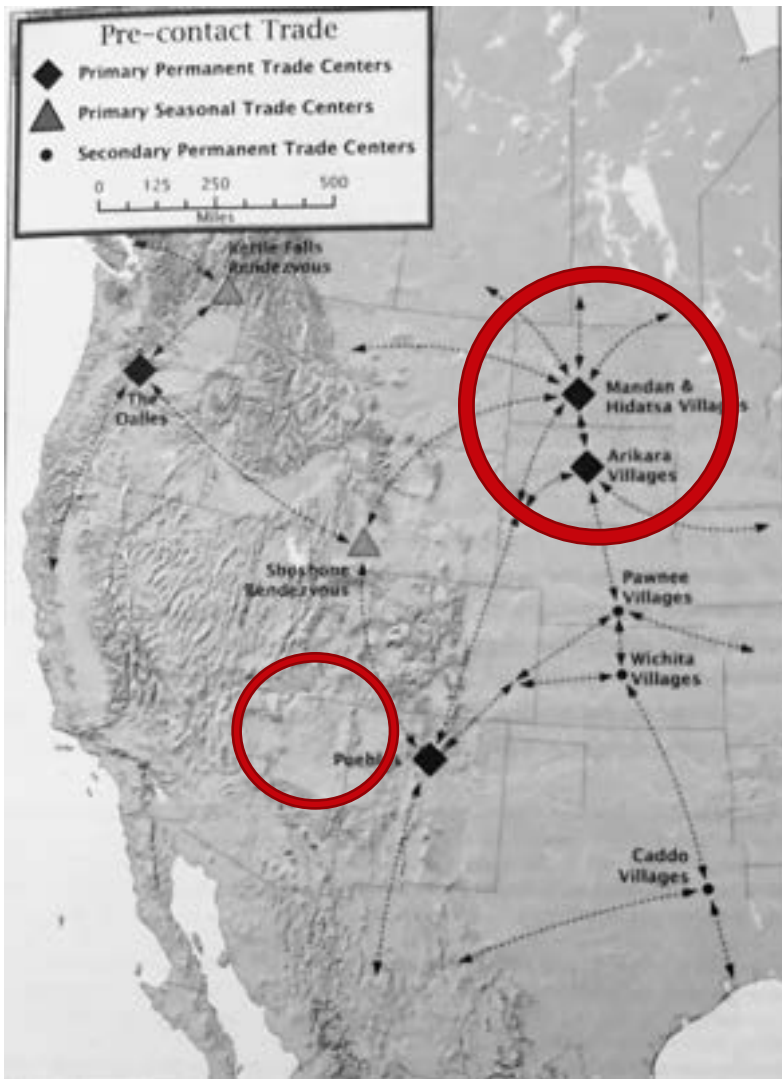 Pre-contact Trade
Primary Permanent Trade Centers
Primary Seasonal Trade Centers
Secondary Permanent Trade Centers
0 125 250 500
Miles
Kettle Falls
Rendezvous
The
Dalles
Mandan &
Hidatsa Villages
Arikara
Villages
Shoshone
Rendezvous
Pawnee
Villages
Wichita
Villages
Pueblos
Caddo
Villages